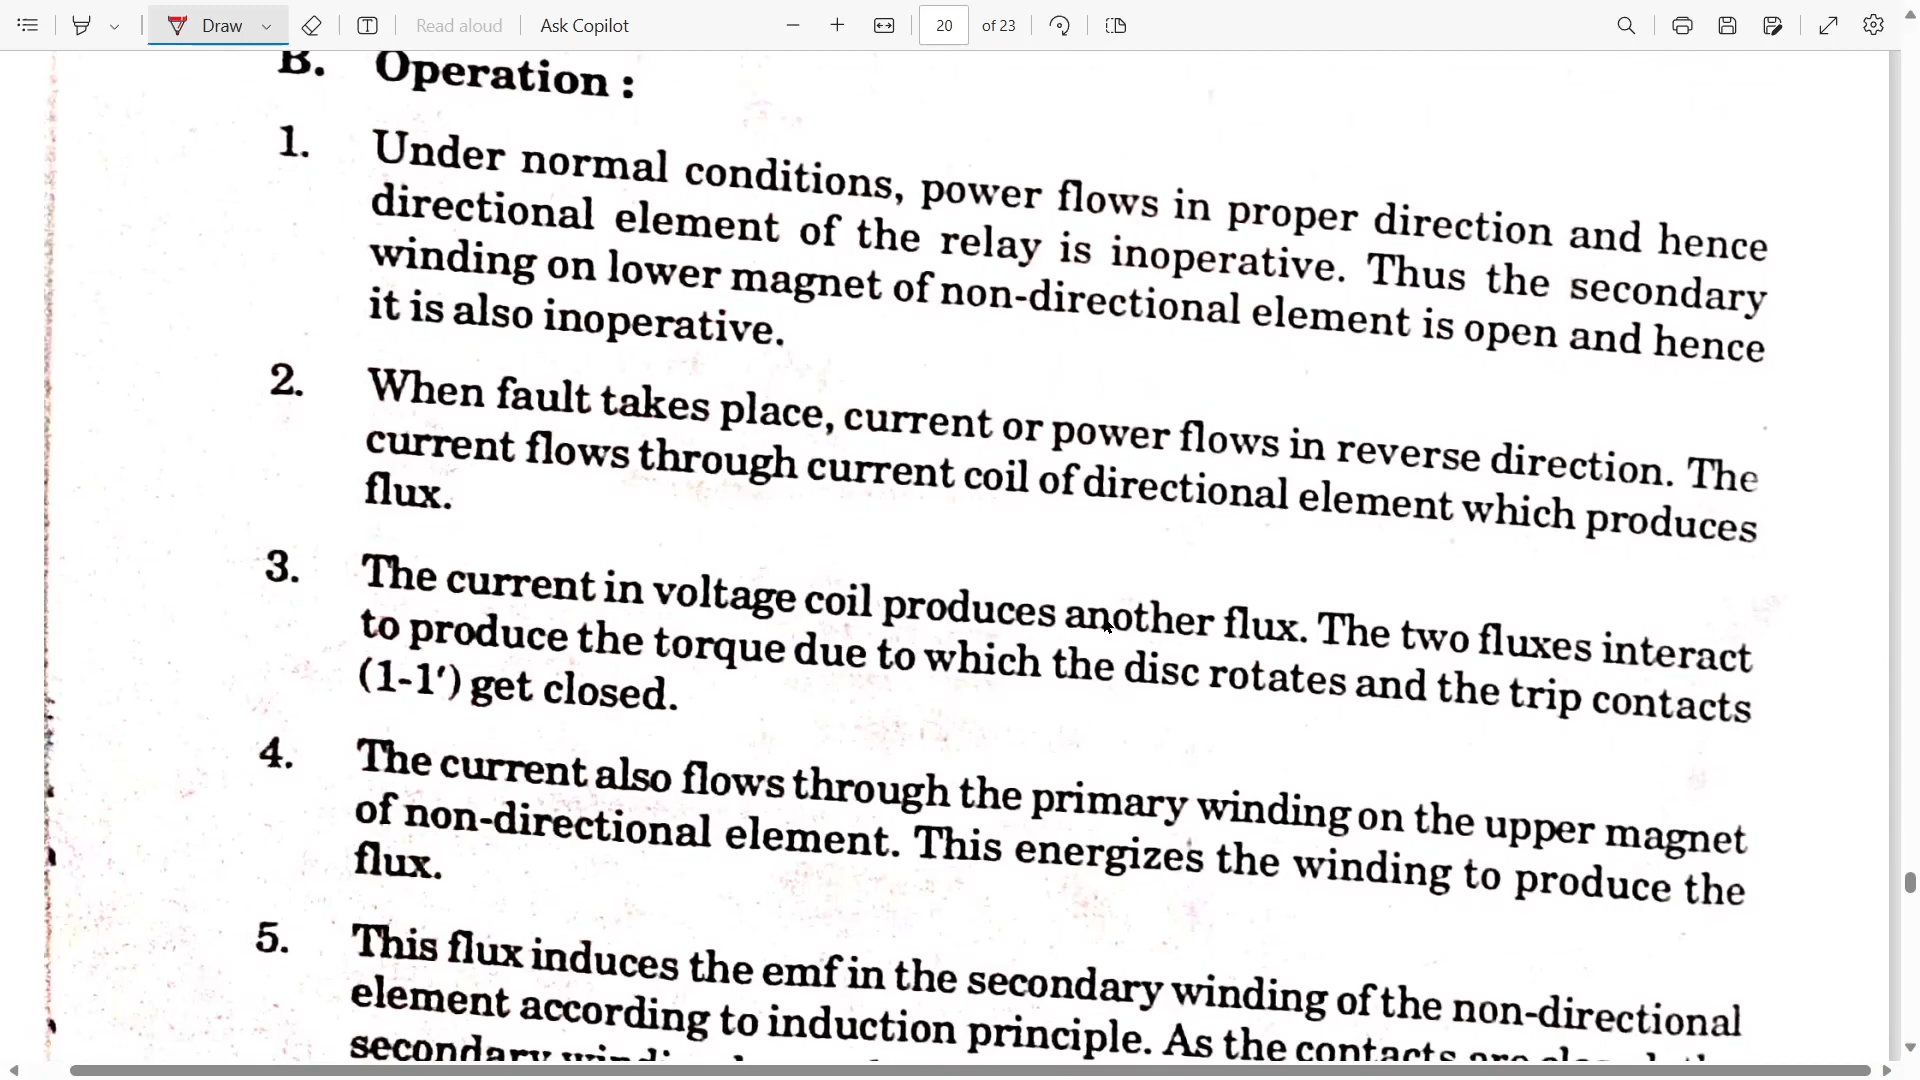 Draw
Read aloud
Ask Copilot
20
of 23
B. Operation :
1. Under normal conditions, power flows in proper direction and hence
directional element of the relay is inoperative. Thus the secondary
winding on lower magnet of non-directional element is open and hence
it is also inoperative.
2. When fault takes place, current or power flows in reverse direction. The
current flows through current coil of directional element which produces
flux.
3. The current in voltage coil produces another flux. The two fluxes interact
to produce the torque due to which the disc rotates and the trip contacts
(1-1′) get closed.
4. The current also flows through the primary winding on the upper magnet
of non-directional element. This energizes the winding to produce the
flux.
5. This flux induces the emf in the secondary winding of the non-directional
element according to induction principle. As the contacts are
secondary